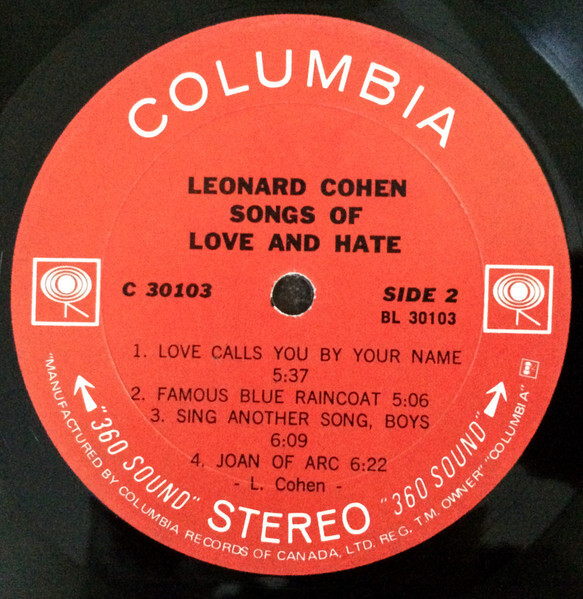 COLUMBIA
LEONARD COHEN
SONGS OF
LOVE AND HATE
C 30103
SIDE 2
BL 30103
1. LOVE CALLS YOU BY YOUR NAME
5:37
2. FAMOUS BLUE RAINCOAT 5:06
3. SING ANOTHER SONG, BOYS
6:09
4. JOAN OF ARC 6:22
- L. Cohen -
"360 SOUND" STEREO "360 SOUND"
"MANUFACTURED BY COLUMBIA RECORDS OF CANADA, LTD. REG. T.M. OWNER" "COLUMBIA"